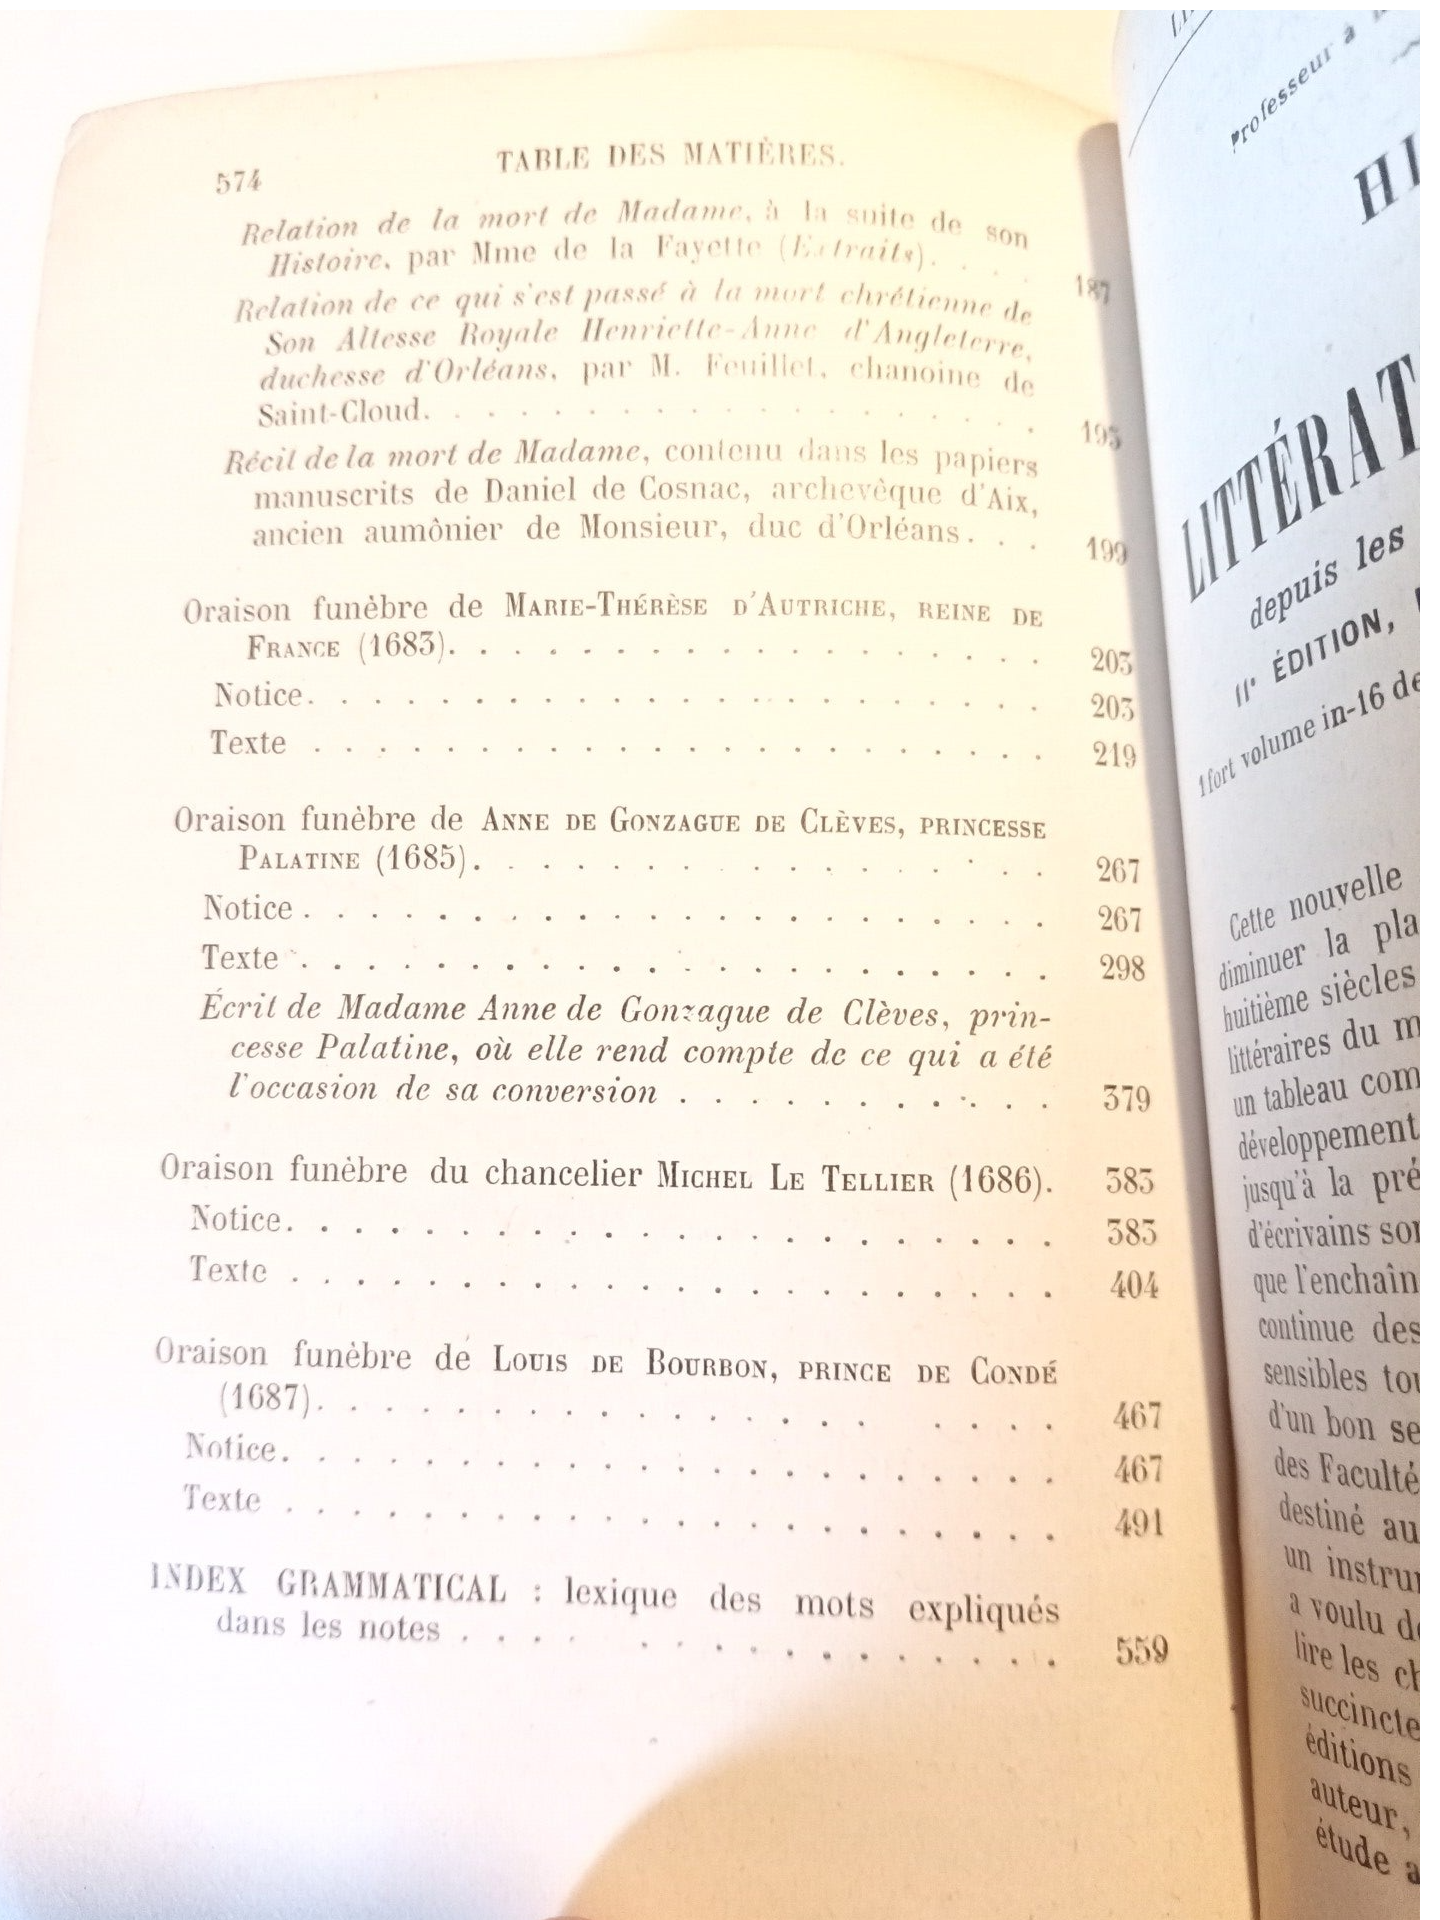 574
TABLE DES MATIÈRES.
Relation de la mort de Madame, à la suite de son
Histoire, par Mme de la Fayette (Extraits). . . . 187
Relation de ce qui s'est passé à la mort chrétienne de
Son Altesse Royale Henriette-Anne d'Angleterre,
duchesse d'Orléans, par M. Feuillet, chanoine de
Saint-Cloud. . . . . . . . . . . . . . . . . 195
Récit de la mort de Madame, contenu dans les papiers
manuscrits de Daniel de Cosnac, archevêque d'Aix,
ancien aumônier de Monsieur, duc d'Orléans. . . 199
Oraison funèbre de MARIE-THÉRÈSE D'AUTRICHE, REINE DE
FRANCE (1683). . . . . . . . . . . . . . . . . 203
Notice. . . . . . . . . . . . . . . . . . . . . 203
Texte . . . . . . . . . . . . . . . . . . . . . 219
Oraison funèbre de ANNE DE GONZAGUE DE CLÈVES, PRINCESSE
PALATINE (1685). . . . . . . . . . . . . . . . 267
Notice . . . . . . . . . . . . . . . . . . . . . 267
Texte . . . . . . . . . . . . . . . . . . . . . 298
Écrit de Madame Anne de Gonzague de Clèves, prin-
cesse Palatine, où elle rend compte de ce qui a été
l'occasion de sa conversion . . . . . . . . . . . 379
Oraison funèbre du chancelier MICHEL LE TELLIER (1686). 383
Notice. . . . . . . . . . . . . . . . . . . . . 383
Texte . . . . . . . . . . . . . . . . . . . . . 404
Oraison funèbre de LOUIS DE BOURBON, PRINCE DE CONDÉ
(1687). . . . . . . . . . . . . . . . . . . . 467
Notice. . . . . . . . . . . . . . . . . . . . . 467
Texte . . . . . . . . . . . . . . . . . . . . . 491
INDEX GRAMMATICAL : lexique des mots expliqués
dans les notes . . . . . . . . . . . . . . . 559
Professeur à
HI
LITTÉRAT
depuis les
IIe ÉDITION,
1 fort volume in-16 de
Cette nouvelle
diminuer la pla
huitième siècles
littéraires du m
un tableau com
développement
jusqu'à la pré
d'écrivains son
que l'enchaîn
continue des
sensibles tou
d'un bon se
des Faculté
destiné au
un instru
a voulu de
lire les ch
succincte
éditions
auteur,
étude a